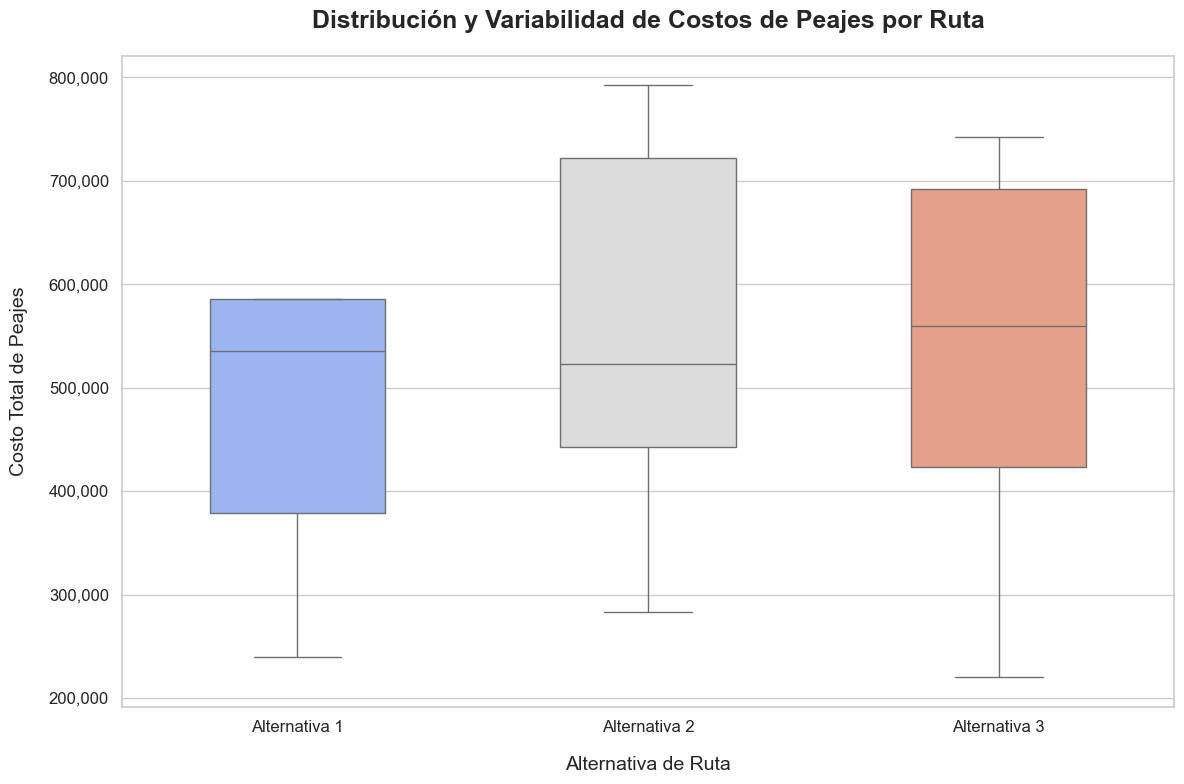 Distribución y Variabilidad de Costos de Peajes por Ruta
Costo Total de Peajes
800,000
700,000
600,000
500,000
400,000
300,000
200,000
Alternativa 1
Alternativa 2
Alternativa 3
Alternativa de Ruta